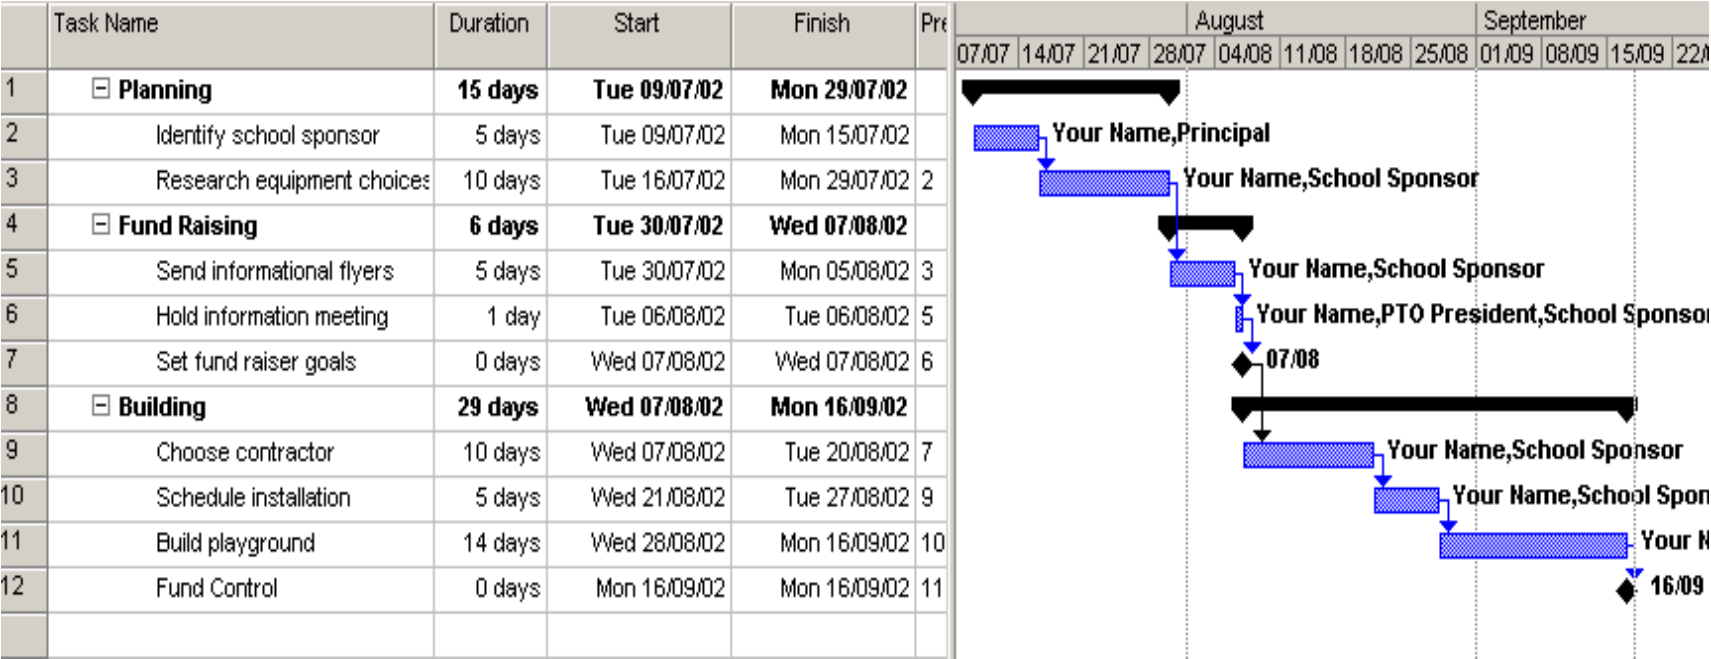 Task Name Duration Start Finish Pre August September
07/07 14/07 21/07 28/07 04/08 11/08 18/08 25/08 01/09 08/09 15/09 22/
1 Planning 15 days Tue 09/07/02 Mon 29/07/02
2 Identify school sponsor 5 days Tue 09/07/02 Mon 15/07/02 Your Name,Principal
3 Research equipment choices 10 days Tue 16/07/02 Mon 29/07/02 2 Your Name,School Sponsor
4 Fund Raising 6 days Tue 30/07/02 Wed 07/08/02
5 Send informational flyers 5 days Tue 30/07/02 Mon 05/08/02 3 Your Name,School Sponsor
6 Hold information meeting 1 day Tue 06/08/02 Tue 06/08/02 5 Your Name,PTO President,School Sponsor
7 Set fund raiser goals 0 days Wed 07/08/02 Wed 07/08/02 6 07/08
8 Building 29 days Wed 07/08/02 Mon 16/09/02
9 Choose contractor 10 days Wed 07/08/02 Tue 20/08/02 7 Your Name,School Sponsor
10 Schedule installation 5 days Wed 21/08/02 Tue 27/08/02 9 Your Name,School Spon
11 Build playground 14 days Wed 28/08/02 Mon 16/09/02 10 Your N
12 Fund Control 0 days Mon 16/09/02 Mon 16/09/02 11 16/09